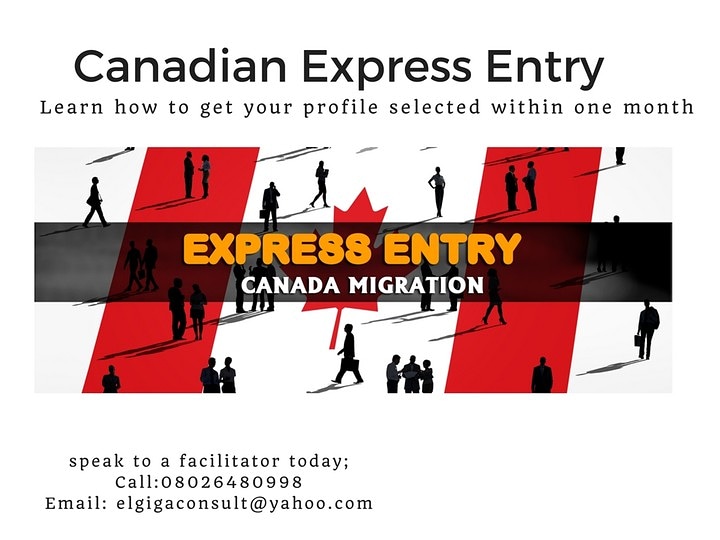 Canadian Express Entry
Learn how to get your profile selected within one month
EXPRESS ENTRY
CANADA MIGRATION
speak to a facilitator today;
Call:08026480998
Email: elgigaconsult@yahoo.com